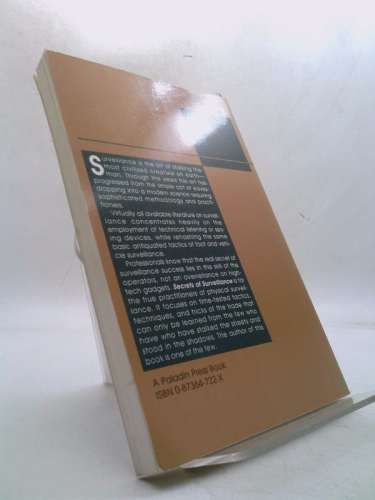 Surveillance is the art of stalking the
most civilized creature on earth—
man. Through the years this art has
progressed from the simple act of eaves-
dropping into a modern science requiring
sophisticated methodology and practi-
tioners.
Virtually all available literature on surveil-
lance concentrates heavily on the
employment of technical listening or spy-
ing devices, while rehashing the same
basic antiquated tactics of foot and vehi-
cle surveillance.
Professionals know that the real secret of
surveillance success lies in the skill of the
operators, not an overreliance on high-
tech gadgets. Secrets of Surveillance is for
the true practitioners of physical surveil-
lance. It focuses on time-tested tactics,
techniques, and tricks of the trade that
can only be learned from the few who
have who have stalked the streets and
stood in the shadows. The author of this
book is one of the few.
A Paladin Press Book
ISBN 0-87364-722-X